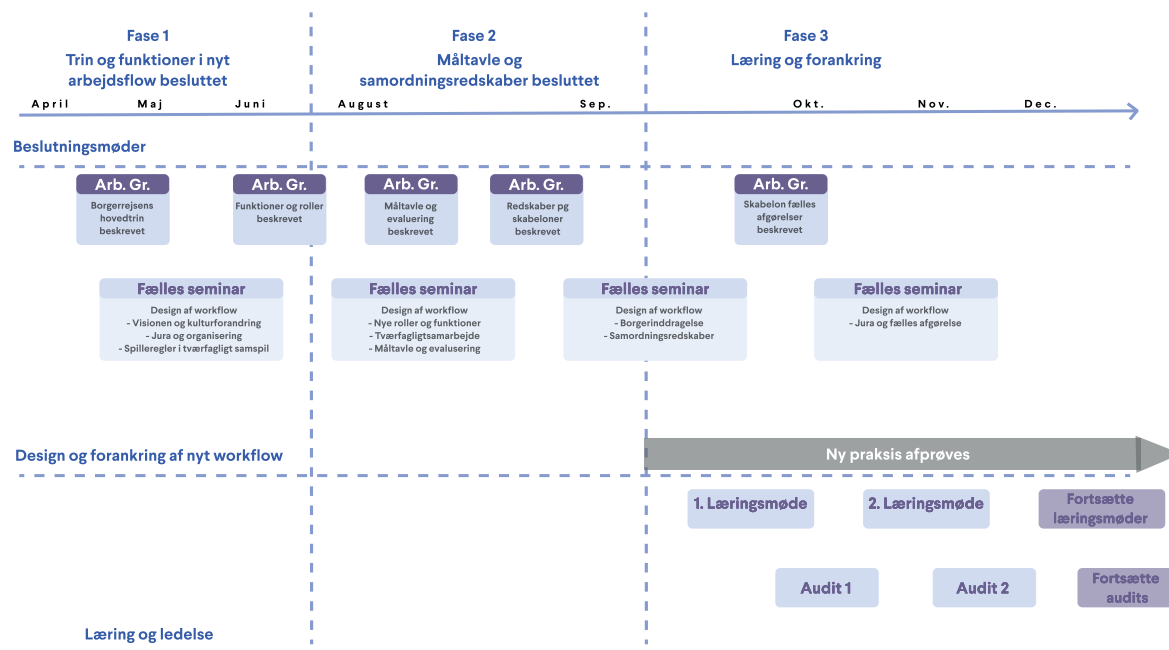 Fase 1
Trin og funktioner i nyt
arbejdsflow besluttet
Fase 2
Måltavle og
samordningsredskaber besluttet
Fase 3
Læring og forankring
April
Maj
Juni
August
Sep.
Okt.
Nov.
Dec.
Beslutningsmøder
Arb. Gr.
Borgerrejsens
hovedtrin
beskrevet
Arb. Gr.
Funktioner og roller
beskrevet
Arb. Gr.
Måltavle og
evaluering
beskrevet
Arb. Gr.
Redskaber pg
skabeloner
beskrevet
Arb. Gr.
Skabelon fælles
afgørelser
beskrevet
Fælles seminar
Design af workflow
- Visionen og kulturforandring
- Jura og organisering
- Spilleregler i tværfagligt samspil
Fælles seminar
Design af workflow
- Nye roller og funktioner
- Tværfagligtsamarbejde
- Måltavle og evalusering
Fælles seminar
Design af workflow
- Borgerinddragelse
- Samordningsredskaber
Fælles seminar
Design af workflow
- Jura og fælles afgørelse
Design og forankring af nyt workflow
Ny praksis afprøves
1. Læringsmøde
2. Læringsmøde
Fortsætte
læringsmøder
Audit 1
Audit 2
Fortsætte
audits
Læring og ledelse